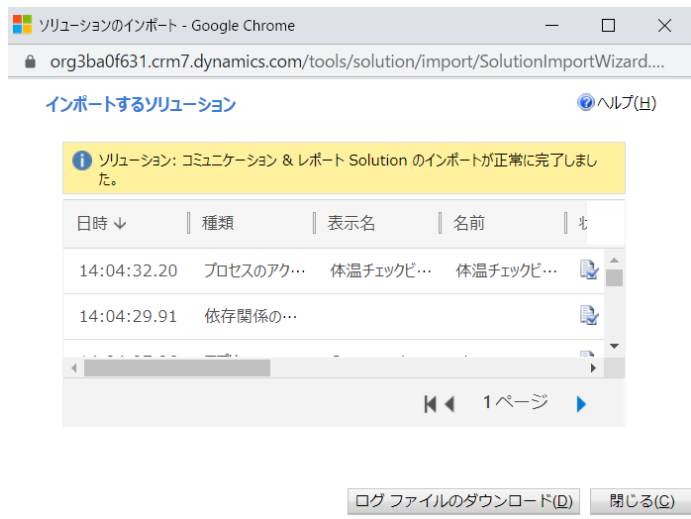 ソリューションのインポート - Google Chrome
org3ba0f631.crm7.dynamics.com/tools/solution/import/SolutionImportWizard....
インポートするソリューション
ヘルプ(H)
ソリューション: コミュニケーション & レポート Solution のインポートが正常に完了しまし
た。
日時 種類 表示名 名前
14:04:32.20 プロセスのアク… 体温チェックビ… 体温チェックビ…
14:04:29.91 依存関係の…
1 ページ
ログ ファイルのダウンロード(D) 閉じる(C)